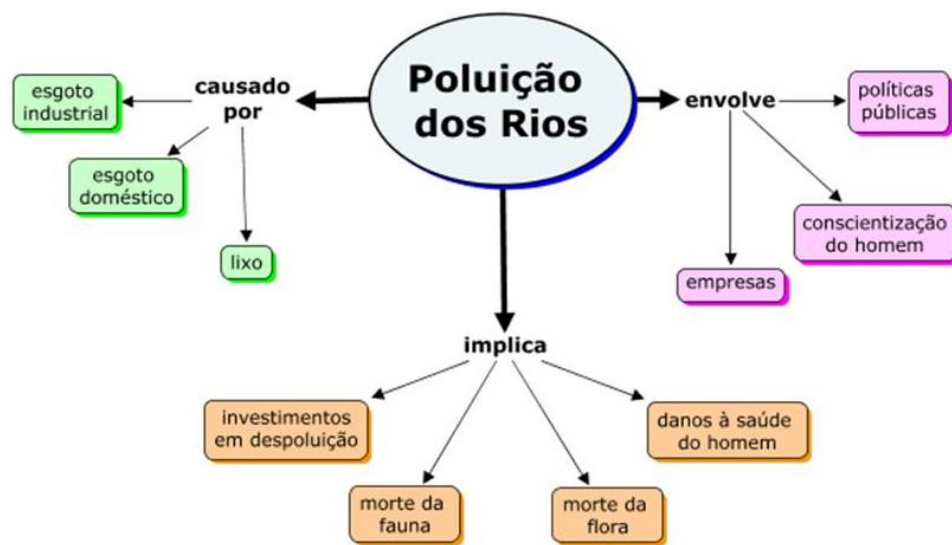 Poluição
dos Rios
causado
por
esgoto
industrial
esgoto
doméstico
lixo
envolve
políticas
públicas
conscientização
do homem
empresas
implica
investimentos
em despoluição
morte da
fauna
morte da
flora
danos à saúde
do homem